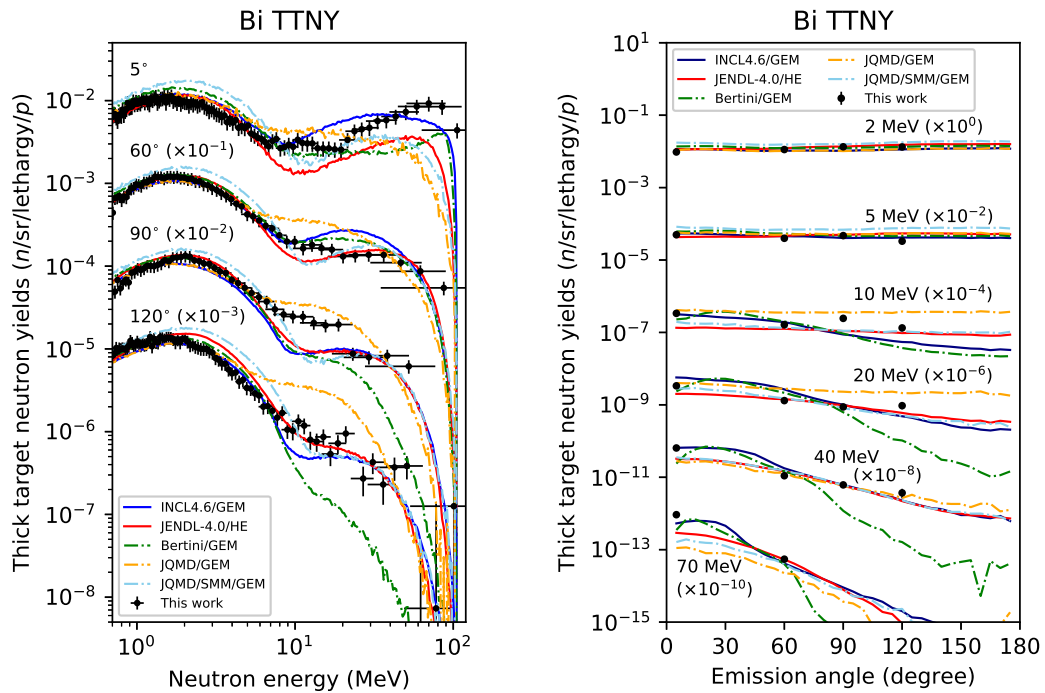 Bi TTNY
Thick target neutron yields (n/sr/lethargy/p)
10⁻²
10⁻³
10⁻⁴
10⁻⁵
10⁻⁶
10⁻⁷
10⁻⁸
5°
60° (×10⁻¹)
90° (×10⁻²)
120° (×10⁻³)
INCL4.6/GEM
JENDL-4.0/HE
Bertini/GEM
JQMD/GEM
JQMD/SMM/GEM
This work
10⁰
10¹
10²
Neutron energy (MeV)
Bi TTNY
Thick target neutron yields (n/sr/lethargy/p)
10¹
10⁻¹
10⁻³
10⁻⁵
10⁻⁷
10⁻⁹
10⁻¹¹
10⁻¹³
10⁻¹⁵
INCL4.6/GEM
JENDL-4.0/HE
Bertini/GEM
JQMD/GEM
JQMD/SMM/GEM
This work
2 MeV (×10⁰)
5 MeV (×10⁻²)
10 MeV (×10⁻⁴)
20 MeV (×10⁻⁶)
40 MeV
(×10⁻⁸)
70 MeV
(×10⁻¹⁰)
0
30
60
90
120
150
180
Emission angle (degree)